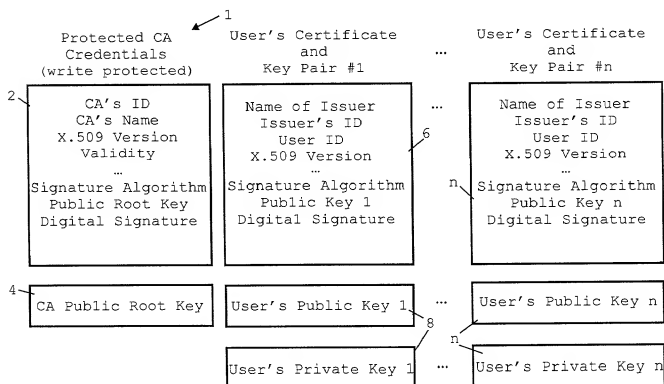 1
Protected CA
Credentials
(write protected)
User's Certificate
and
Key Pair #1
...
User's Certificate
and
Key Pair #n
2
CA's ID
CA's Name
X.509 Version
Validity
...
Signature Algorithm
Public Root Key
Digital Signature
Name of Issuer
Issuer's ID
User ID
X.509 Version
...
Signature Algorithm
Public Key 1
Digital Signature
6
...
Name of Issuer
Issuer's ID
User ID
X.509 Version
...
Signature Algorithm
Public Key n
Digital Signature
n
4
CA Public Root Key
User's Public Key 1
...
User's Public Key n
8
n
User's Private Key 1
...
User's Private Key n